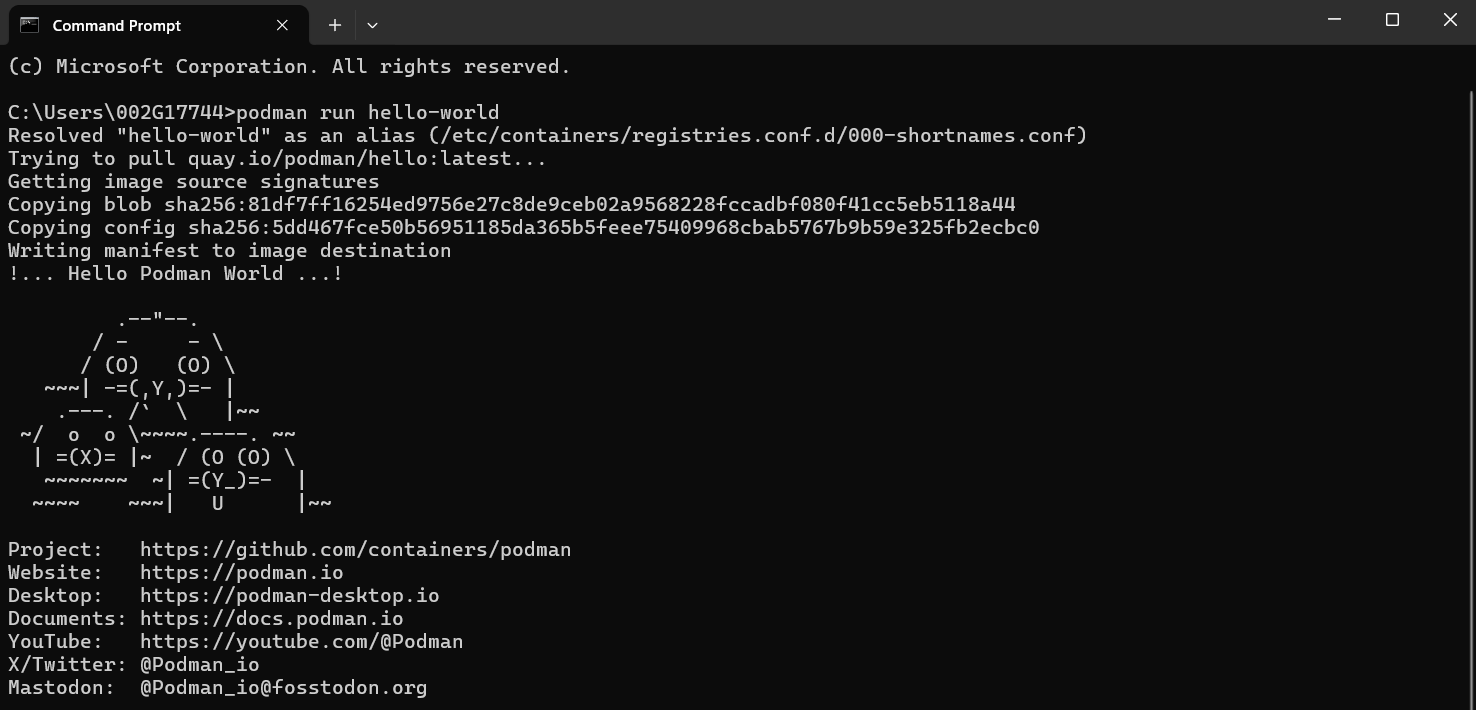 Command Prompt
(c) Microsoft Corporation. All rights reserved.

C:\Users\002G17744>podman run hello-world
Resolved "hello-world" as an alias (/etc/containers/registries.conf.d/000-shortnames.conf)
Trying to pull quay.io/podman/hello:latest...
Getting image source signatures
Copying blob sha256:81df7ff16254ed9756e27c8de9ceb02a9568228fccadbf080f41cc5eb5118a44
Copying config sha256:5dd467fce50b56951185da365b5feee75409968cbab5767b9b59e325fb2ecbc0
Writing manifest to image destination
!... Hello Podman World ...!

         .--"--.
       / -     - \
      / (O)   (O) \
   ~~~| -=(,Y,)=- |
    .---. /`  \   |~~
 ~/  o  o \~~~~.----. ~~
  | =(X)= |~  / (O (O) \
   ~~~~~~~  ~| =(Y_)=-  |
  ~~~~    ~~~|   U      |~~

Project:   https://github.com/containers/podman
Website:   https://podman.io
Desktop:   https://podman-desktop.io
Documents: https://docs.podman.io
YouTube:   https://youtube.com/@Podman
X/Twitter: @Podman_io
Mastodon:  @Podman_io@fosstodon.org